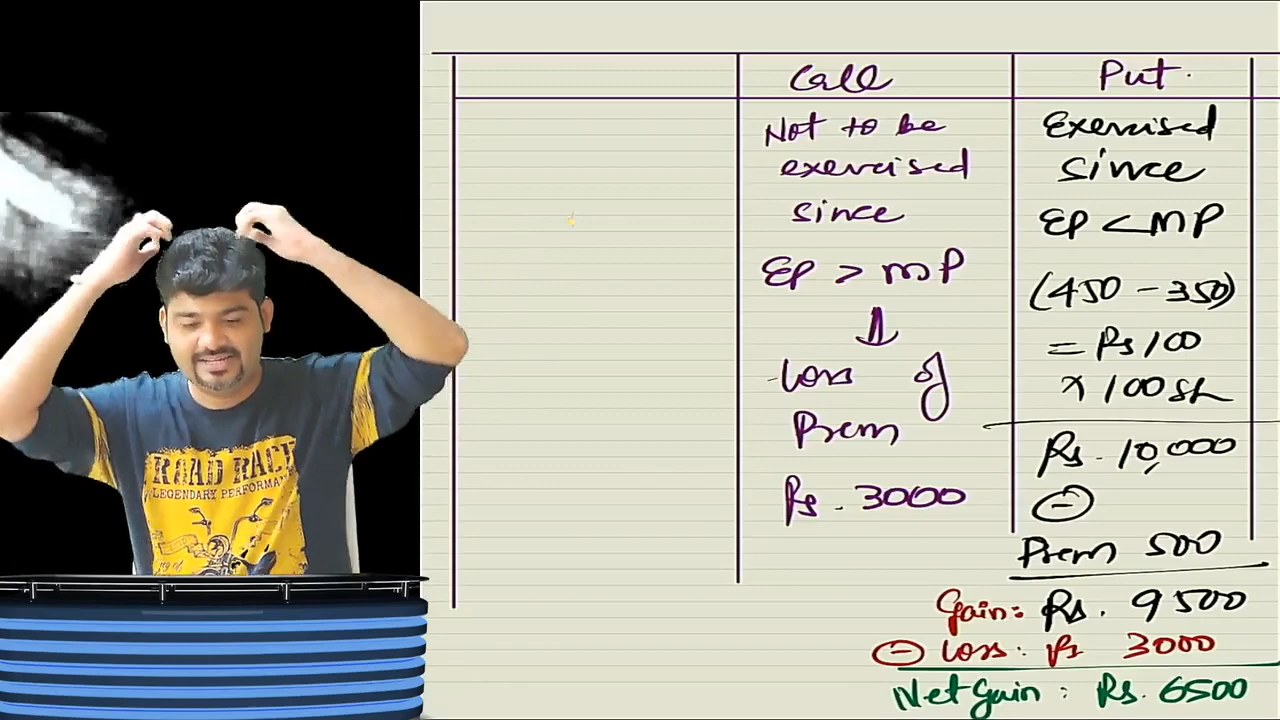 Call
Not to be
exercised
since
EP > MP
Loss of
Prem
Rs. 3000
Put.
Exercised
since
EP < MP
(450 - 350)
= Rs 100
x 100 sh
Rs. 10,000
-
Prem 500
Gain: Rs. 9500
- Loss: Rs 3000
Net Gain: Rs. 6500
ROAD RACE
LEGENDARY PERFORMAN